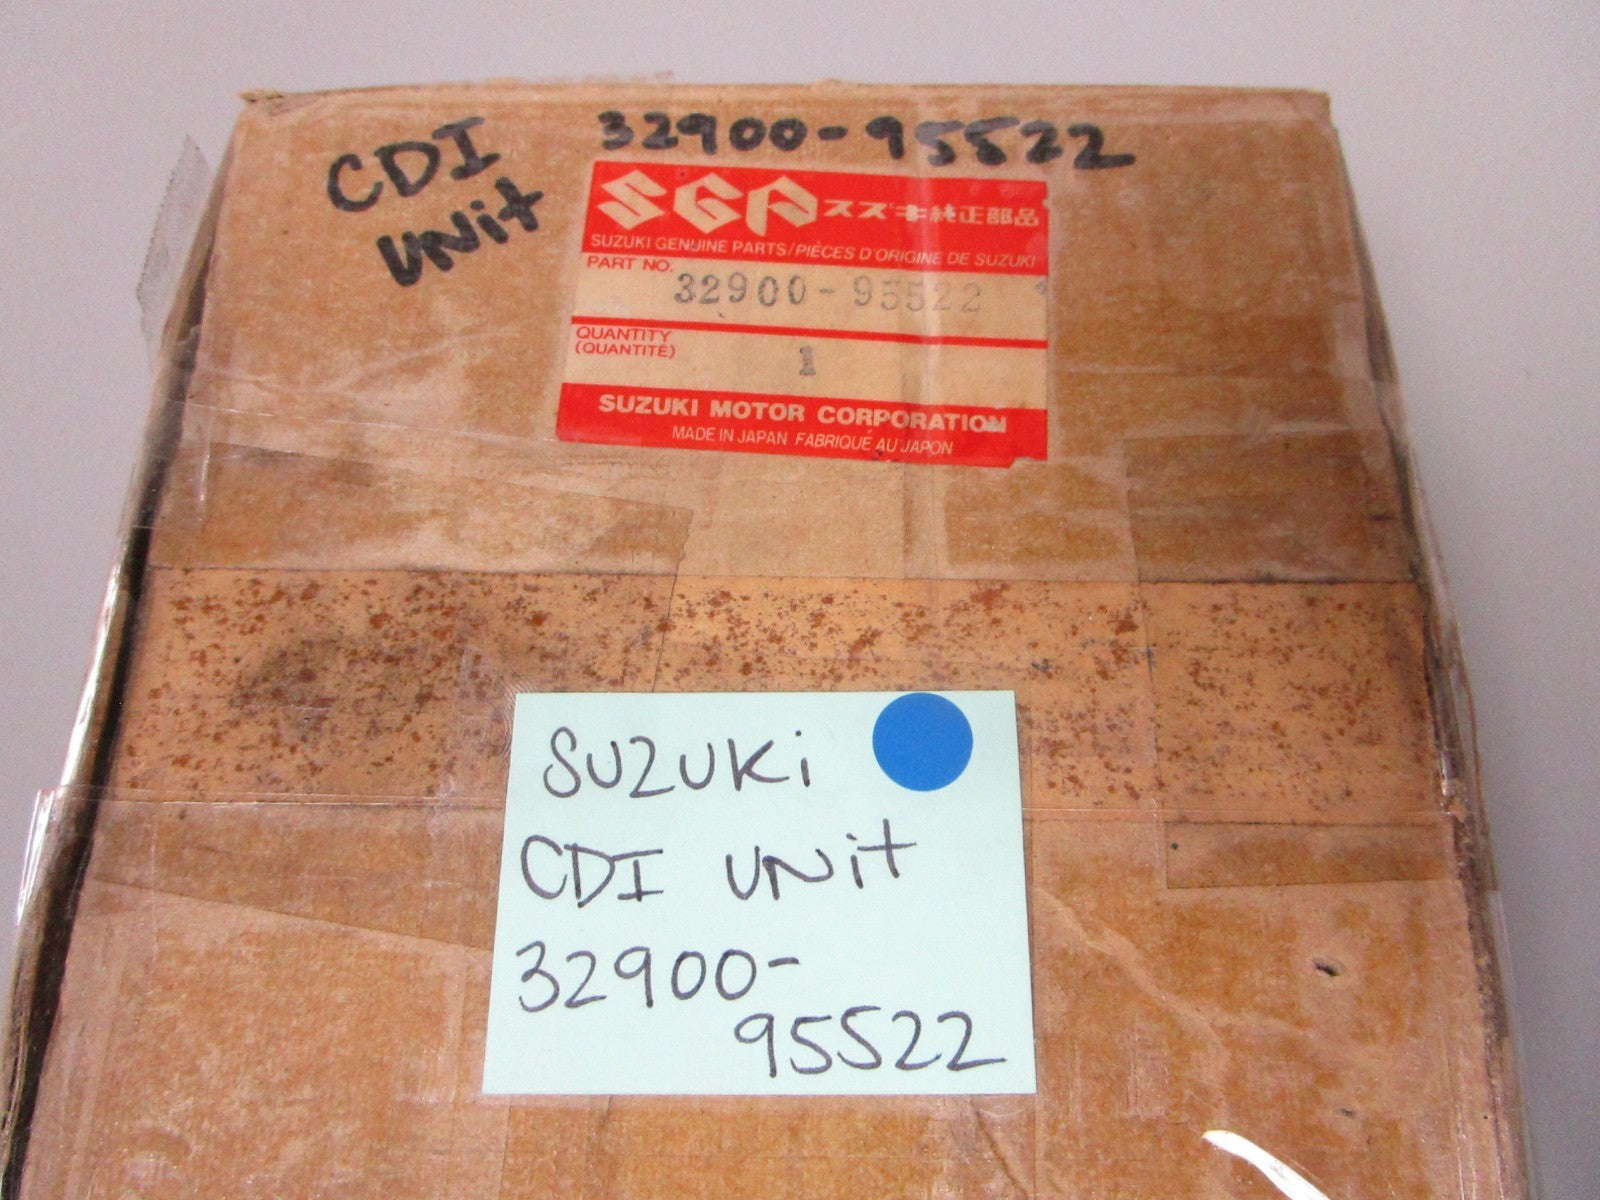 CDI 32900-95522
UNit
SGP スズキ純正部品
SUZUKI GENUINE PARTS/PIÈCES D'ORIGINE DE SUZUKI
PART NO.
32900-95522
QUANTITY
(QUANTITÉ)
1
SUZUKI MOTOR CORPORATION
MADE IN JAPAN FABRIQUÉ AU JAPON
SUZUKi
CDI UNit
32900-
95522